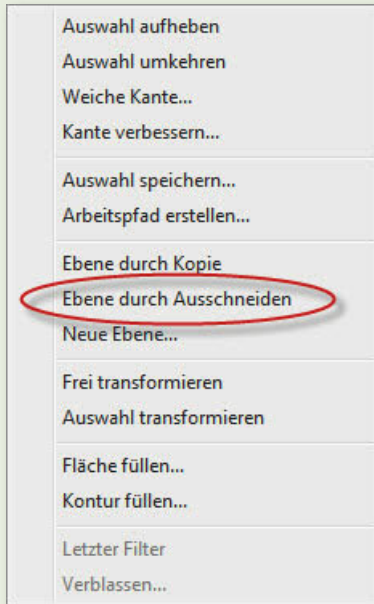 Auswahl aufheben
Auswahl umkehren
Weiche Kante...
Kante verbessern...
Auswahl speichern...
Arbeitspfad erstellen...
Ebene durch Kopie
Ebene durch Ausschneiden
Neue Ebene...
Frei transformieren
Auswahl transformieren
Fläche füllen...
Kontur füllen...
Letzter Filter
Verblassen...